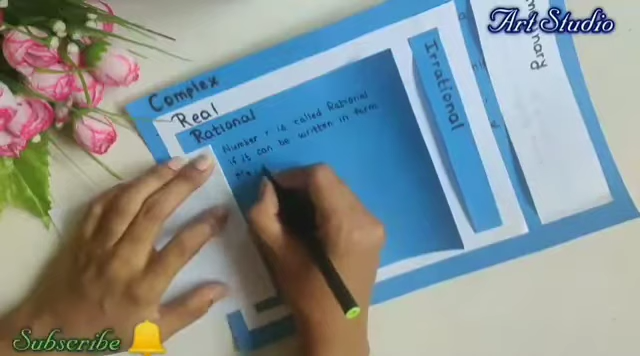 Art Studio
Complex
Real
Rational
Number r is called Rational
if it can be written in form
Irrational
Subscribe